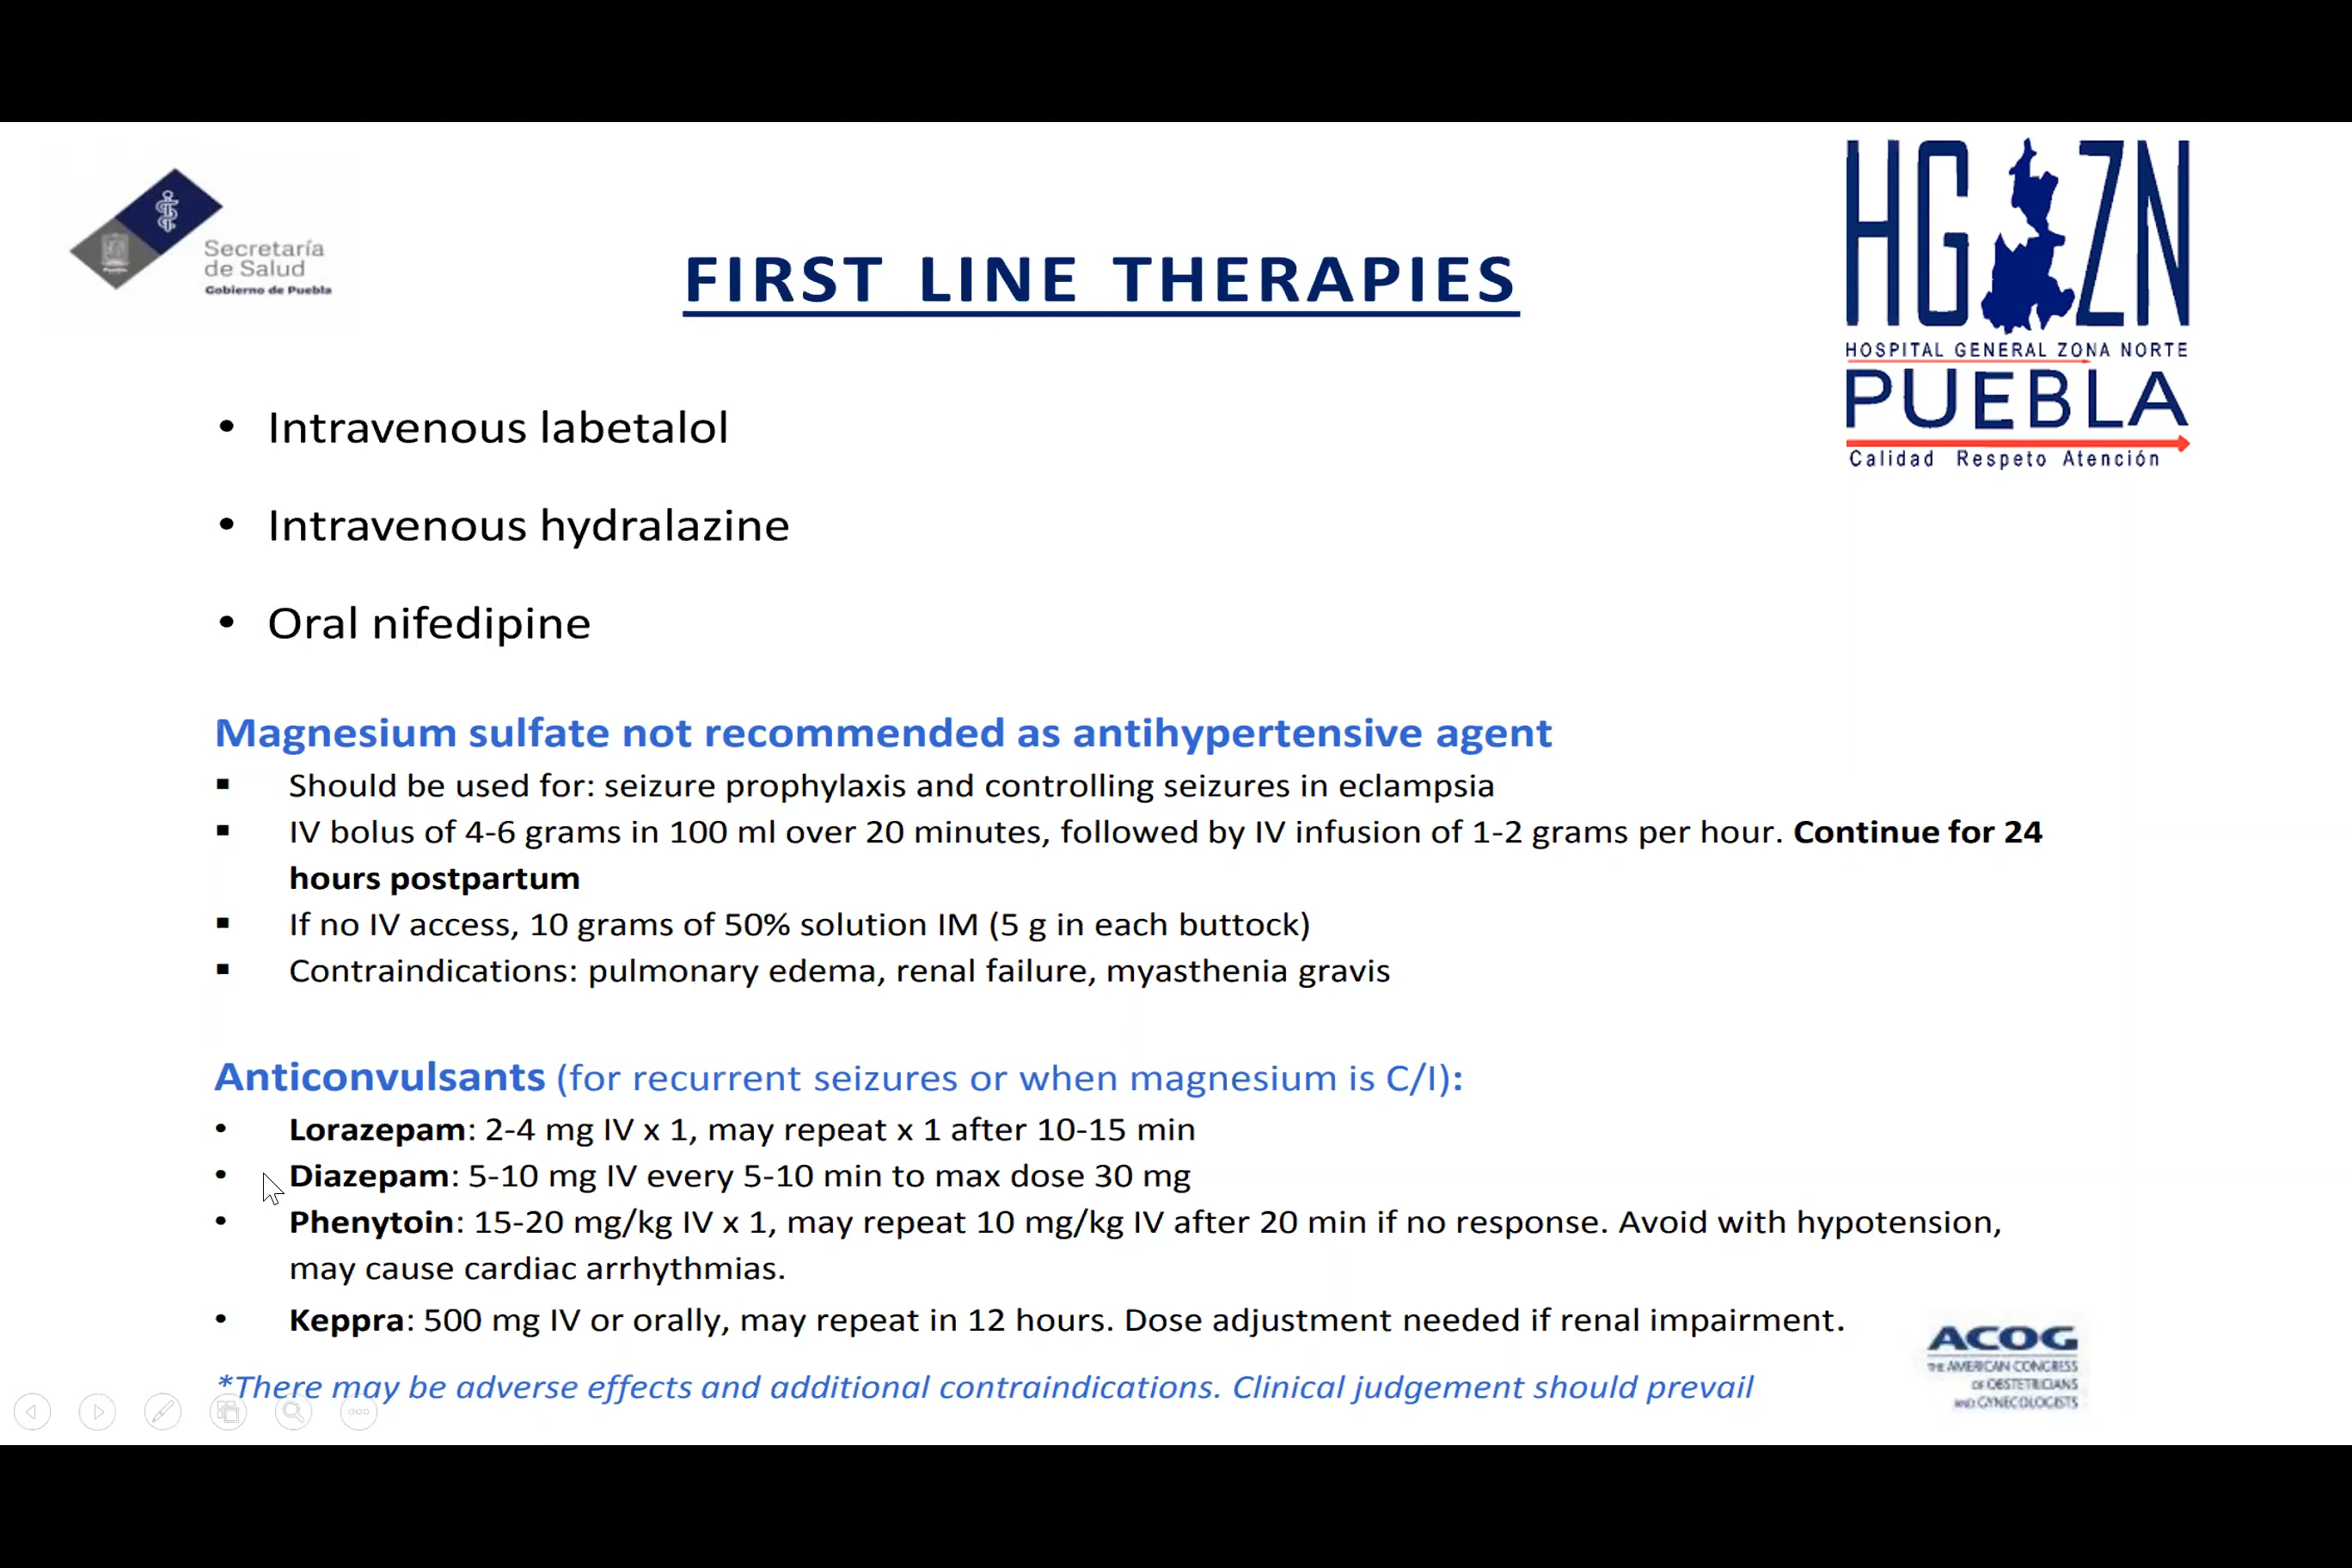 Secretaría
de Salud
Gobierno de Puebla
HG ZN
HOSPITAL GENERAL ZONA NORTE
PUEBLA
Calidad Respeto Atención
FIRST LINE THERAPIES
• Intravenous labetalol
• Intravenous hydralazine
• Oral nifedipine
Magnesium sulfate not recommended as antihypertensive agent
▪ Should be used for: seizure prophylaxis and controlling seizures in eclampsia
▪ IV bolus of 4-6 grams in 100 ml over 20 minutes, followed by IV infusion of 1-2 grams per hour. Continue for 24
hours postpartum
▪ If no IV access, 10 grams of 50% solution IM (5 g in each buttock)
▪ Contraindications: pulmonary edema, renal failure, myasthenia gravis
Anticonvulsants (for recurrent seizures or when magnesium is C/I):
• Lorazepam: 2-4 mg IV x 1, may repeat x 1 after 10-15 min
• Diazepam: 5-10 mg IV every 5-10 min to max dose 30 mg
• Phenytoin: 15-20 mg/kg IV x 1, may repeat 10 mg/kg IV after 20 min if no response. Avoid with hypotension,
may cause cardiac arrhythmias.
• Keppra: 500 mg IV or orally, may repeat in 12 hours. Dose adjustment needed if renal impairment.
*There may be adverse effects and additional contraindications. Clinical judgement should prevail
ACOG
THE AMERICAN CONGRESS
OF OBSTETRICIANS
AND GYNECOLOGISTS